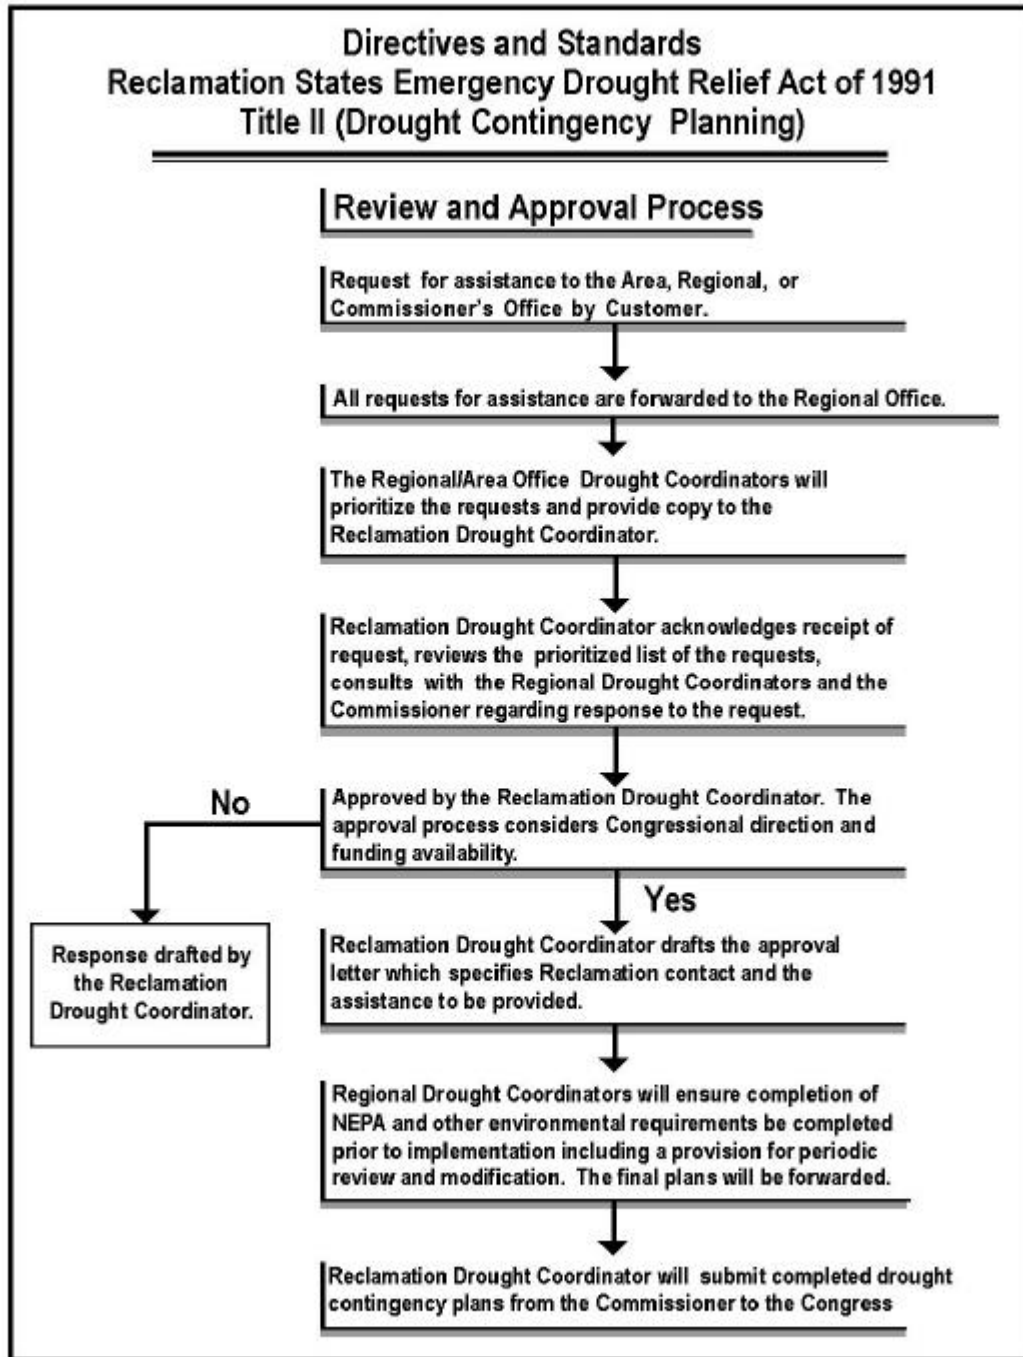 Directives and Standards
Reclamation States Emergency Drought Relief Act of 1991
Title II (Drought Contingency Planning)
Review and Approval Process
Request for assistance to the Area, Regional, or
Commissioner's Office by Customer.
All requests for assistance are forwarded to the Regional Office.
The Regional/Area Office Drought Coordinators will
prioritize the requests and provide copy to the
Reclamation Drought Coordinator.
Reclamation Drought Coordinator acknowledges receipt of
request, reviews the prioritized list of the requests,
consults with the Regional Drought Coordinators and the
Commissioner regarding response to the request.
No
Approved by the Reclamation Drought Coordinator. The
approval process considers Congressional direction and
funding availability.
Yes
Response drafted by
the Reclamation
Drought Coordinator.
Reclamation Drought Coordinator drafts the approval
letter which specifies Reclamation contact and the
assistance to be provided.
Regional Drought Coordinators will ensure completion of
NEPA and other environmental requirements be completed
prior to implementation including a provision for periodic
review and modification. The final plans will be forwarded.
Reclamation Drought Coordinator will submit completed drought
contingency plans from the Commissioner to the Congress